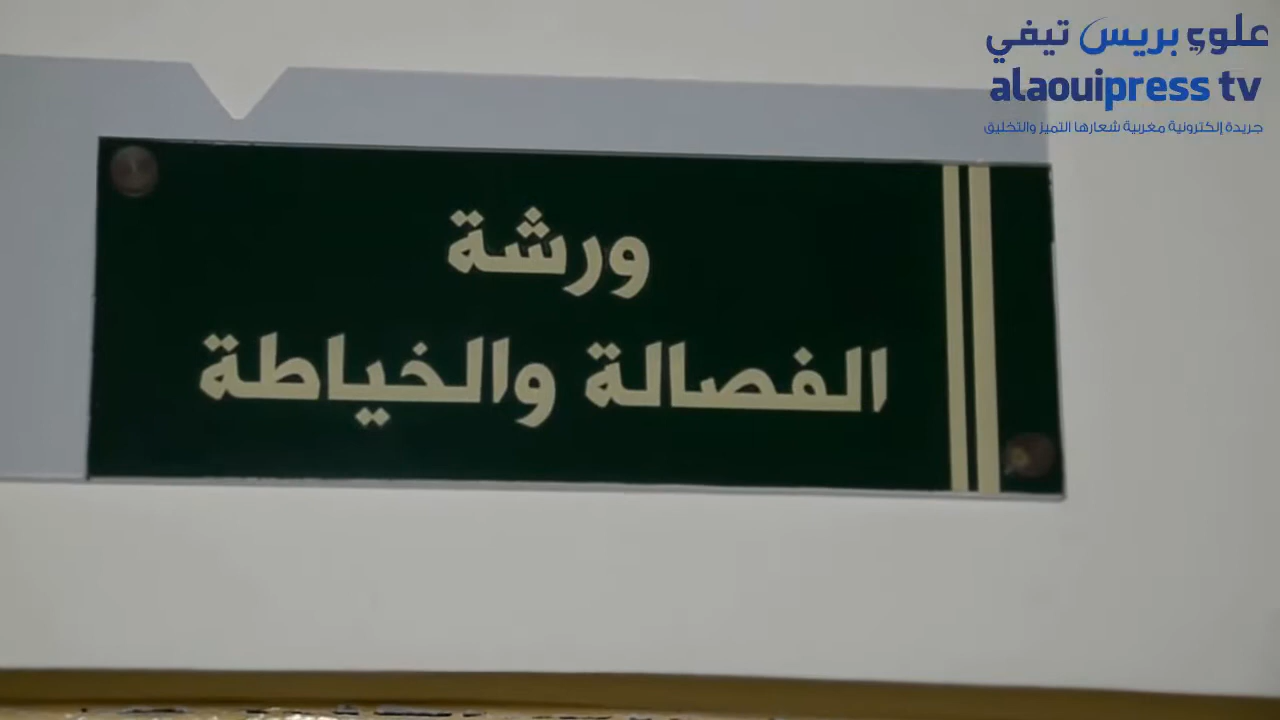 علوي بريس تيفي
alaouipress tv
جريدة إلكترونية مغربية شعارها التميز والتخليق
ورشة
الفصالة والخياطة